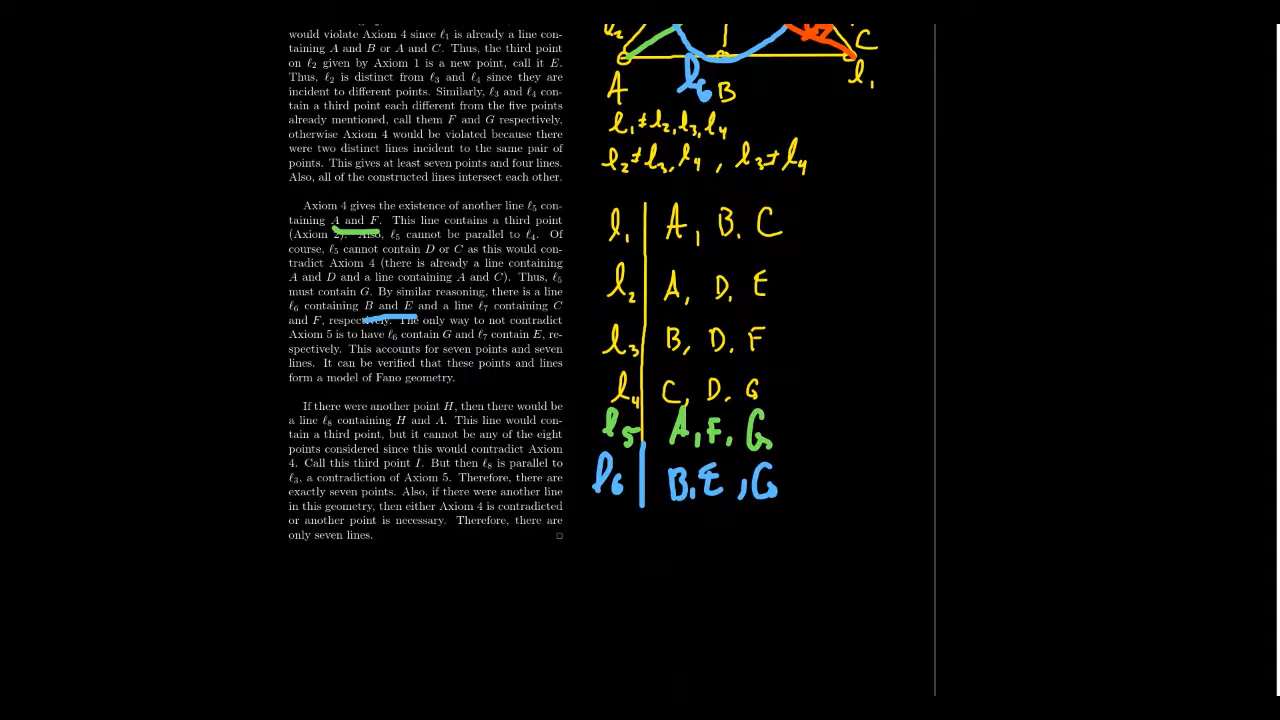 would violate Axiom 4 since ℓ₁ is already a line con-
taining A and B or A and C. Thus, the third point
on ℓ₂ given by Axiom 1 is a new point, call it E.
Thus, ℓ₂ is distinct from ℓ₃ and ℓ₄ since they are
incident to different points. Similarly, ℓ₃ and ℓ₄ con-
tain a third point each different from the five points
already mentioned, call them F and G respectively,
otherwise Axiom 4 would be violated because there
were two distinct lines incident to the same pair of
points. This gives at least seven points and four lines.
Also, all of the constructed lines intersect each other.
Axiom 4 gives the existence of another line ℓ₅ con-
taining A and F. This line contains a third point
(Axiom 2). Also, ℓ₅ cannot be parallel to ℓ₄. Of
course, ℓ₅ cannot contain D or C as this would con-
tradict Axiom 4 (there is already a line containing
A and D and a line containing A and C). Thus, ℓ₅
must contain G. By similar reasoning, there is a line
ℓ₆ containing B and E and a line ℓ₇ containing C
and F, respectively. The only way to not contradict
Axiom 5 is to have ℓ₆ contain G and ℓ₇ contain E, re-
spectively. This accounts for seven points and seven
lines. It can be verified that these points and lines
form a model of Fano geometry.
If there were another point H, then there would be
a line ℓ₈ containing H and A. This line would con-
tain a third point, but it cannot be any of the eight
points considered since this would contradict Axiom
4. Call this third point I. But then ℓ₈ is parallel to
ℓ₃, a contradiction of Axiom 5. Therefore, there are
exactly seven points. Also, if there were another line
in this geometry, then either Axiom 4 is contradicted
or another point is necessary. Therefore, there are
only seven lines. □
ℓ₂ C
A ℓ₆ B ℓ₁
ℓ₁ ≠ ℓ₂, ℓ₃, ℓ₄
ℓ₂ ≠ ℓ₃, ℓ₄ , ℓ₃ ≠ ℓ₄
ℓ₁ A, B, C
ℓ₂ A, D, E
ℓ₃ B, D, F
ℓ₄ C, D, G
ℓ₅ A, F, G
ℓ₆ B, E, G